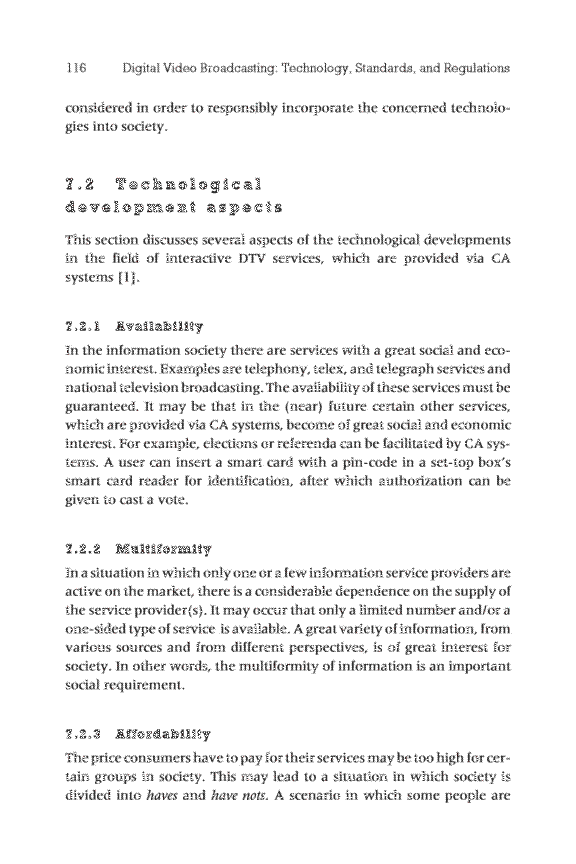 116 Digital Video Broadcasting: Technology, Standards, and Regulations
considered in order to responsibly incorporate the concerned technolo-
gies into society.
7.2 Technological
development aspects
This section discusses several aspects of the technological developments
in the field of interactive DTV services, which are provided via CA
systems [1].
7.2.1 Availability
In the information society there are services with a great social and eco-
nomic interest. Examples are telephony, telex, and telegraph services and
national television broadcasting. The availability of these services must be
guaranteed. It may be that in the (near) future certain other services,
which are provided via CA systems, become of great social and economic
interest. For example, elections or referenda can be facilitated by CA sys-
tems. A user can insert a smart card with a pin-code in a set-top box's
smart card reader for identification, after which authorization can be
given to cast a vote.
7.2.2 Multiformity
In a situation in which only one or a few information service providers are
active on the market, there is a considerable dependence on the supply of
the service provider(s). It may occur that only a limited number and/or a
one-sided type of service is available. A great variety of information, from
various sources and from different perspectives, is of great interest for
society. In other words, the multiformity of information is an important
social requirement.
7.2.3 Affordability
The price consumers have to pay for their services may be too high for cer-
tain groups in society. This may lead to a situation in which society is
divided into haves and have nots. A scenario in which some people are